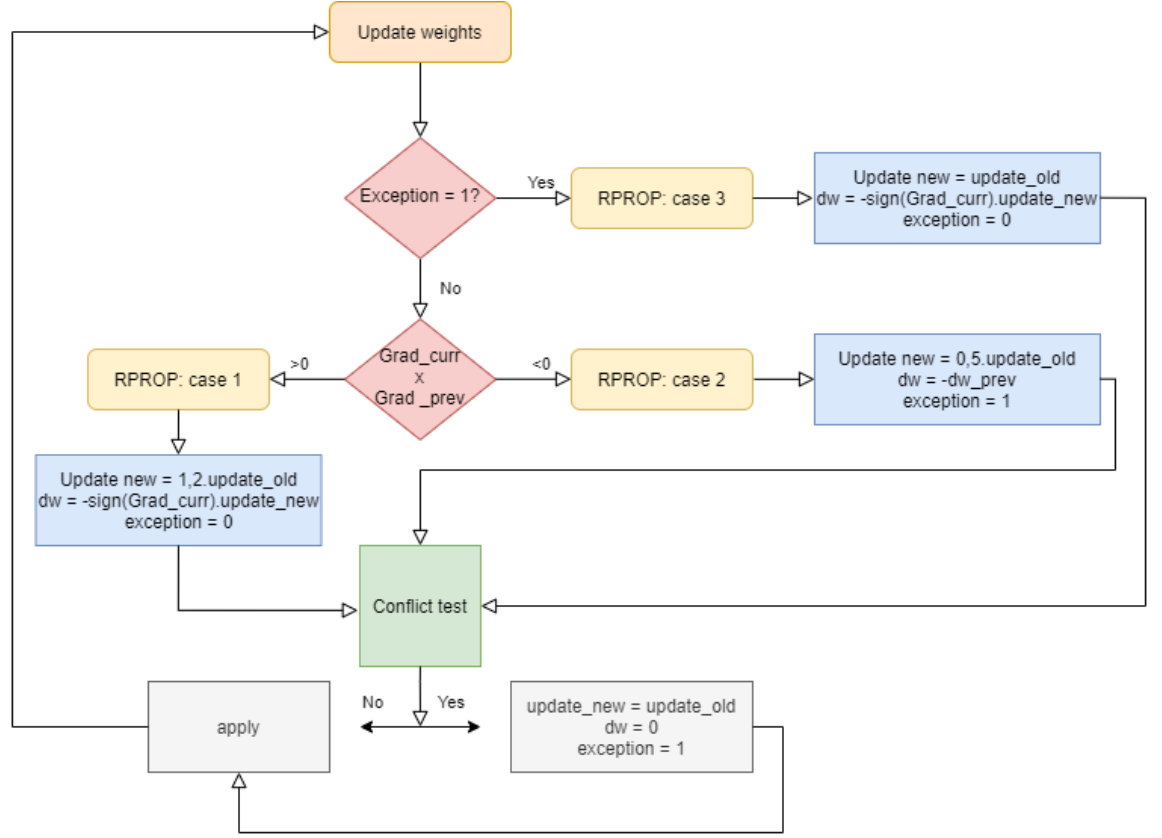 Update weights
Exception = 1?
Yes
RPROP: case 3
Update new = update_old
dw = -sign(Grad_curr).update_new
exception = 0
No
Grad_curr
x
Grad _prev
>0
RPROP: case 1
<0
RPROP: case 2
Update new = 0,5.update_old
dw = -dw_prev
exception = 1
Update new = 1,2.update_old
dw = -sign(Grad_curr).update_new
exception = 0
Conflict test
No
Yes
apply
update_new = update_old
dw = 0
exception = 1